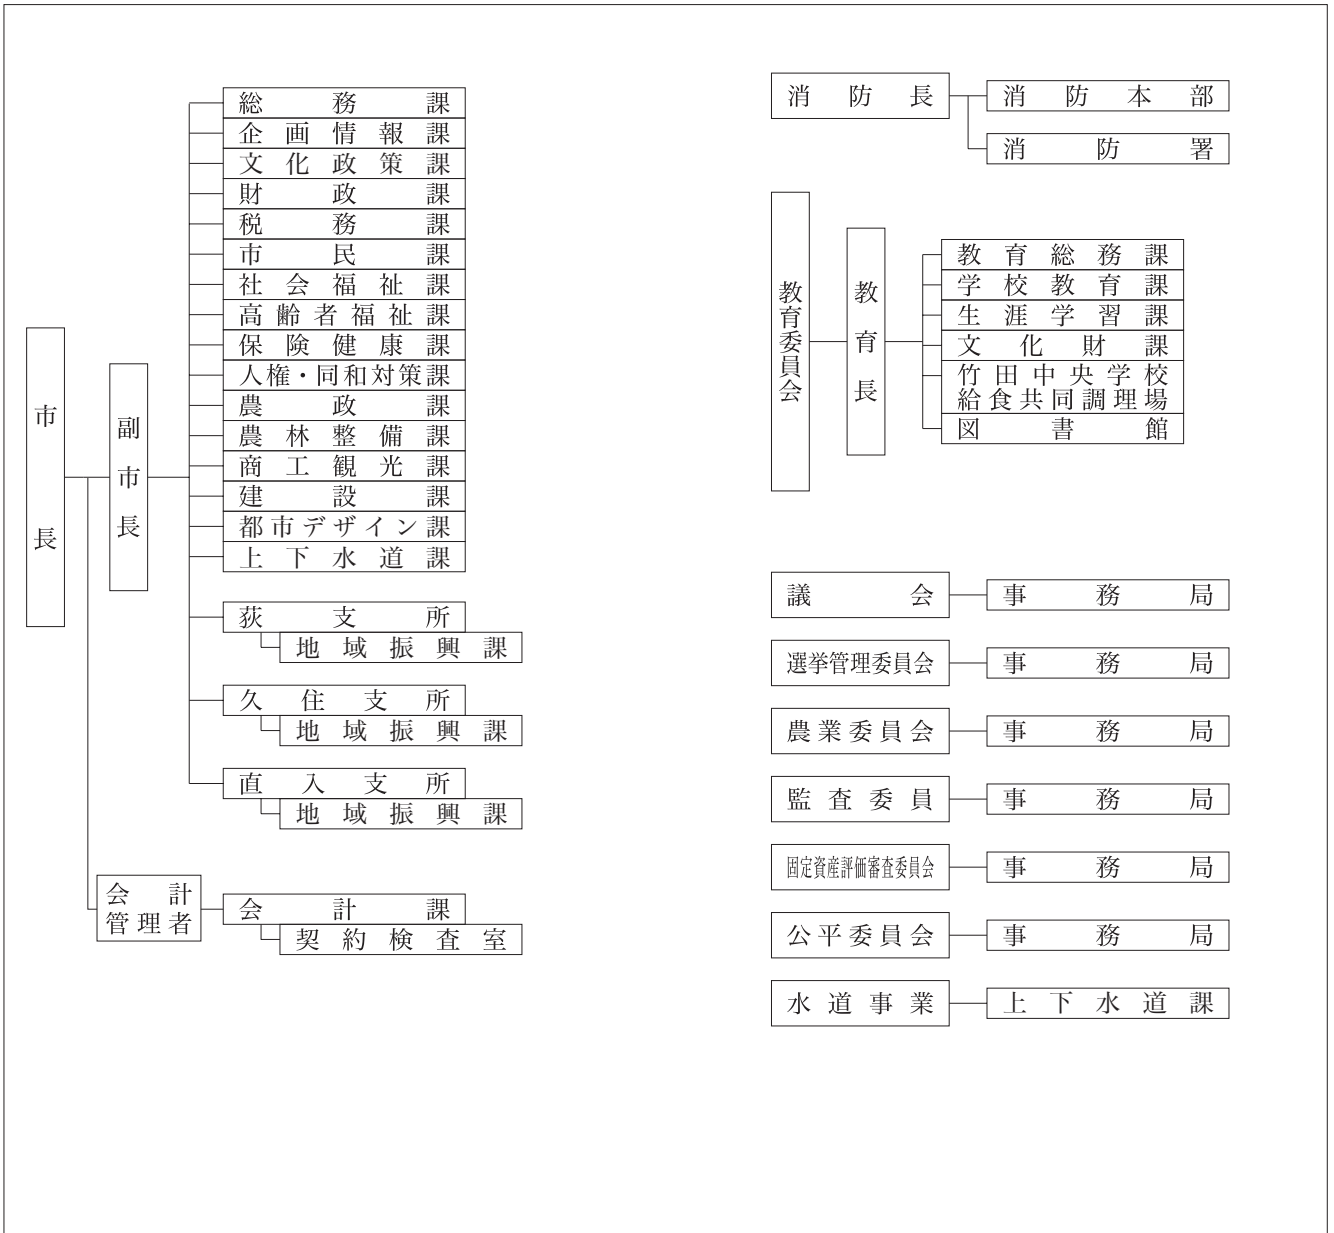 市長
副市長
総務課
企画情報課
文化政策課
財政課
税務課
市民課
社会福祉課
高齢者福祉課
保険健康課
人権・同和対策課
農政課
農林整備課
商工観光課
建設課
都市デザイン課
上下水道課
荻支所
地域振興課
久住支所
地域振興課
直入支所
地域振興課
会計
管理者
会計課
契約検査室
消防長
消防本部
消防署
教育委員会
教育長
教育総務課
学校教育課
生涯学習課
文化財課
竹田中央学校
給食共同調理場
図書館
議会
事務局
選挙管理委員会
事務局
農業委員会
事務局
監査委員
事務局
固定資産評価審査委員会
事務局
公平委員会
事務局
水道事業
上下水道課